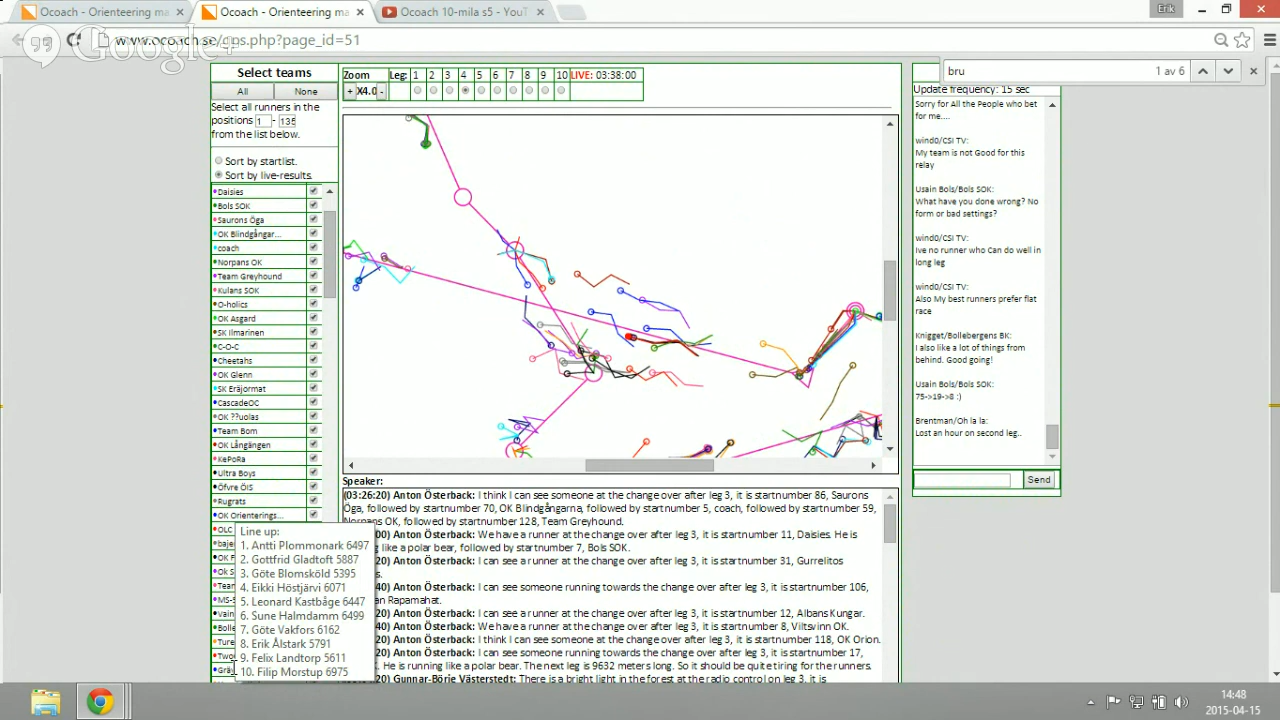 Ocoach - Orienteering ma
Ocoach - Orienteering ma
Ocoach 10-mila s5 - YouT
Erik
www.ocoach.se/gps.php?page_id=51
Google+
bru
1 av 6
Select teams
All
None
Select all runners in the
positions 1 - 135
from the list below.
Sort by startlist.
Sort by live-results.
Daisies
Bols SOK
Saurons Öga
OK Blindgångar...
coach
Norpans OK
Team Greyhound
Kulans SOK
O-holics
OK Asgard
SK Ilmarinen
C-O-C
Cheetahs
OK Glenn
SK Eräjormat
CascadeOC
OK ??uolas
Team Bom
OK Långängen
KePoRa
Ultra Boys
Öfvre ÖIS
Rugrats
OK Orienterings...
OLC
baje
OK F
Ok S
Team
MS-
Vain
Bolle
Ture
Two
Grå
Line up:
1. Antti Plommonark 6497
2. Gottfrid Gladtoft 5887
3. Göte Blomsköld 5395
4. Eikki Höstjärvi 6071
5. Leonard Kastbåge 6447
6. Sune Halmdamm 6499
7. Göte Vakfors 6162
8. Erik Ålstark 5791
9. Felix Landtorp 5611
10. Filip Morstup 6975
Zoom
Leg: 1 2 3 4 5 6 7 8 9 10 LIVE: 03:38:00
+ X4.0 -
Speaker:
(03:26:20) Anton Österback: I think I can see someone at the change over after leg 3, it is startnumber 86, Saurons
Öga, followed by startnumber 70, OK Blindgångarna, followed by startnumber 5, coach, followed by startnumber 59,
Norpans OK, followed by startnumber 128, Team Greyhound.
00) Anton Österback: We have a runner at the change over after leg 3, it is startnumber 11, Daisies. He is
g like a polar bear, followed by startnumber 7, Bols SOK.
20) Anton Österback: I can see a runner at the change over after leg 3, it is startnumber 31, Gurrelitos
s.
40) Anton Österback: I can see someone running towards the change over after leg 3, it is startnumber 106,
an Rapamahat.
20) Anton Österback: I can see a runner at the change over after leg 3, it is startnumber 12, Albans Kungar.
40) Anton Österback: We have a runner at the change over after leg 3, it is startnumber 8, Viltsvinn OK.
20) Anton Österback: I think I can see someone at the change over after leg 3, it is startnumber 118, OK Orion.
20) Anton Österback: I can see someone running towards the change over after leg 3, it is startnumber 17,
. He is running like a polar bear. The next leg is 9632 meters long. So it should be quite tiring for the runners.
20) Gunnar-Börje Västerstedt: There is a bright light in the forest at the radio control on leg 3, it is
Update frequency: 15 sec
Sorry for All the People who bet
for me....
wind0/CSI TV:
My team is not Good for this
relay
Usain Bols/Bols SOK:
What have you done wrong? No
form or bad settings?
wind0/CSI TV:
Ive no runner who Can do well in
long leg
wind0/CSI TV:
Also My best runners prefer flat
race
Knigget/Bollebergens BK:
I also like a lot of things from
behind. Good going!
Usain Bols/Bols SOK:
75->19->8 :)
Brentman/Oh la la:
Lost an hour on second leg..
Send
14:48
2015-04-15